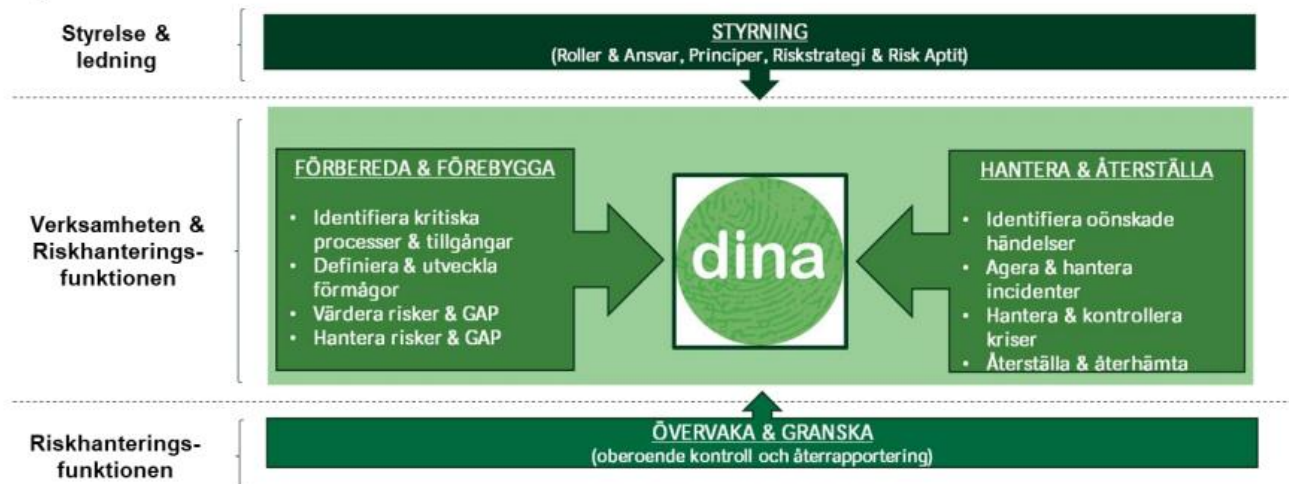 Styrelse &
ledning
STYRNING
(Roller & Ansvar, Principer, Riskstrategi & Risk Aptit)
Verksamheten &
Riskhanterings-
funktionen
FÖRBEREDA & FÖREBYGGA
• Identifiera kritiska
processer & tillgångar
• Definiera & utveckla
förmågor
• Värdera risker & GAP
• Hantera risker & GAP
dina
HANTERA & ÅTERSTÄLLA
• Identifiera oönskade
händelser
• Agera & hantera
incidenter
• Hantera & kontrollera
kriser
• Återställa & återhämta
Riskhanterings-
funktionen
ÖVERVAKA & GRANSKA
(oberoende kontroll och återrapportering)